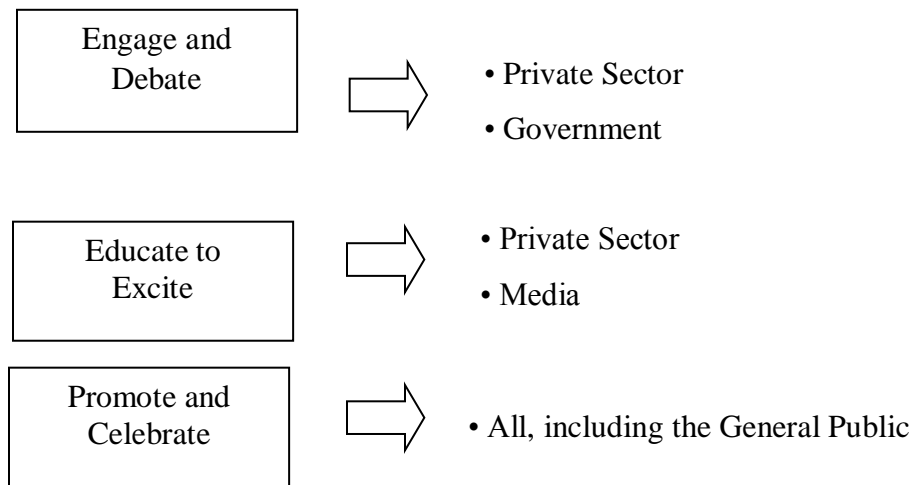 Engage and
Debate
• Private Sector
• Government
Educate to
Excite
• Private Sector
• Media
Promote and
Celebrate
• All, including the General Public